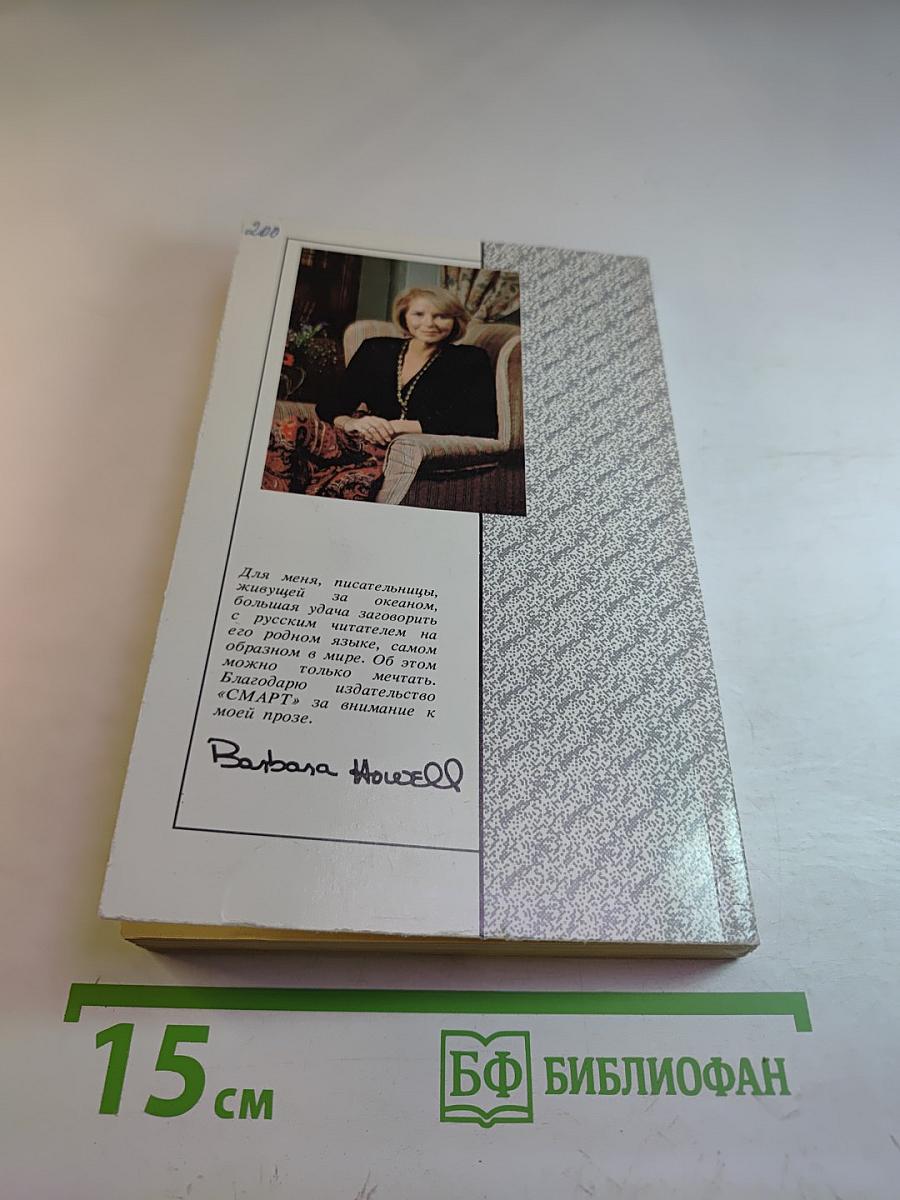 200
Для меня, писательницы,
живущей за океаном,
большая удача заговорить
с русским читателем на
его родном языке, самом
образном в мире. Об этом
можно только мечтать.
Благодарю издательство
«СМАРТ» за внимание к
моей прозе.
Barbara Howell
15 см
БФ БИБЛИОФАН